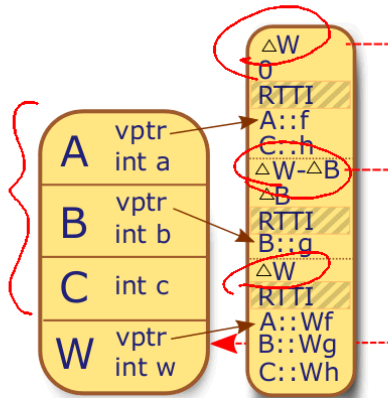 A
vptr
int a
B
vptr
int b
C
int c
W
vptr
int w
△W
0
RTTI
A::f
C::h
△W-△B
△B
RTTI
B::g
△W
RTTI
A::Wf
B::Wg
C::Wh